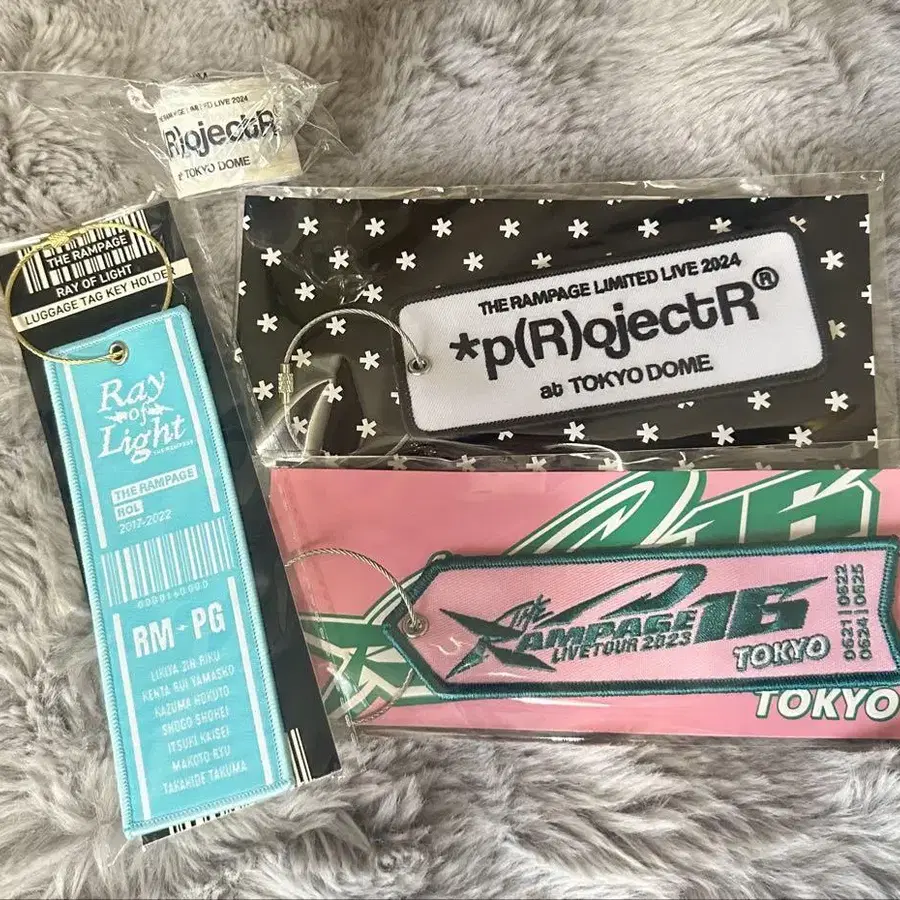 THE RAMPAGE LIMITED LIVE 2024
(R)ojectR
at TOKYO DOME
THE RAMPAGE
RAY OF LIGHT
LUGGAGE TAG KEY HOLDER
Ray
of
Light
THE RAMPAGE
THE RAMPAGE
ROL
2017-2022
0000160000
RM-PG
LIKIYA JIN RIKU
KENTA RUI YAMASHO
KAZUMA HOKUTO
SHOGO SHOHEI
ITSUKI KAISEI
MAKOTO RYU
TAKAHIDE TAKUMA
THE RAMPAGE LIMITED LIVE 2024
*p(R)ojectR®
at TOKYO DOME
16
THE
RAMPAGE 16
LIVE TOUR 2023
TOKYO
0621 0622
0624 0625
TOKYO